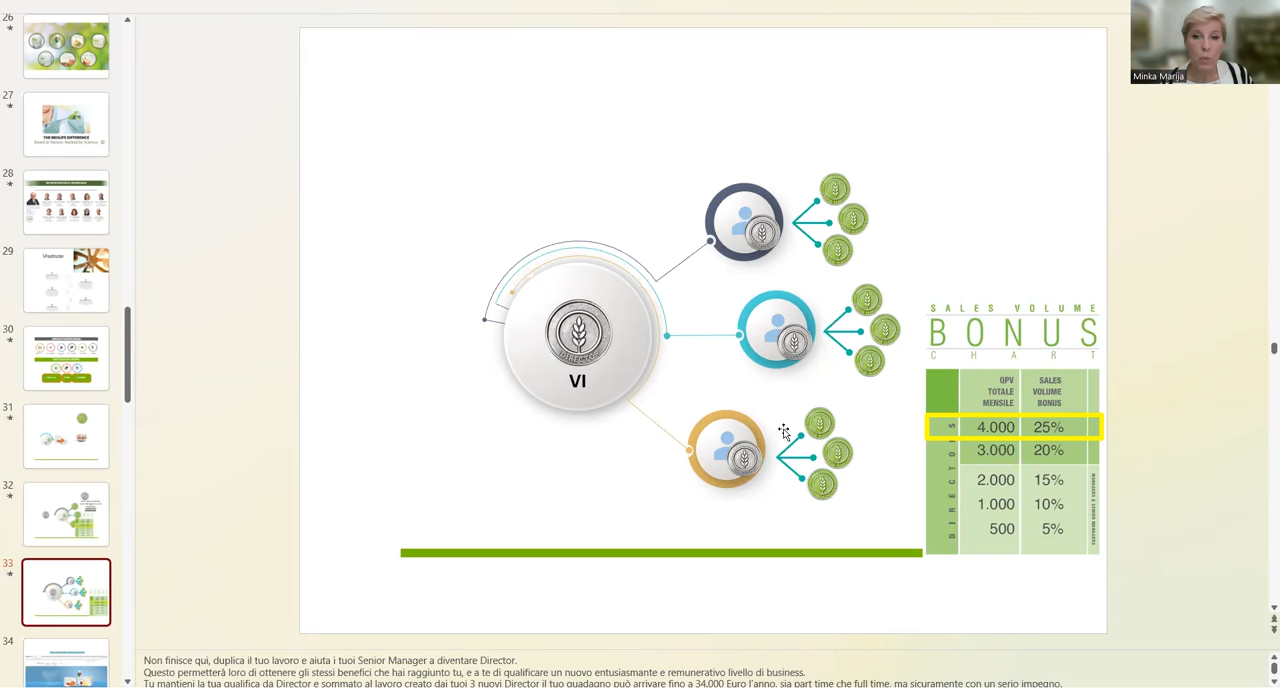 26
27
THE NEOLIFE DIFFERENCE
28
29
Vrednote
30
31
32
33
34
Minka Marija
DIRECTOR
VI
SALES VOLUME
BONUS
CHART
QPV TOTALE MENSILE
SALES VOLUME BONUS
4.000 25%
3.000 20%
2.000 15%
1.000 10%
500 5%
DIRECTORS
MANAGERS & SENIOR MANAGERS
Non finisce qui, duplica il tuo lavoro e aiuta i tuoi Senior Manager a diventare Director.
Questo permetterà loro di ottenere gli stessi benefici che hai raggiunto tu, e a te di qualificare un nuovo entusiasmante e remunerativo livello di business.
Tu mantieni la tua qualifica da Director e sommato al lavoro creato dai tuoi 3 nuovi Director il tuo guadagno può arrivare fino a 34.000 Euro l'anno, sia part time che full time, ma sicuramente con un serio impegno.